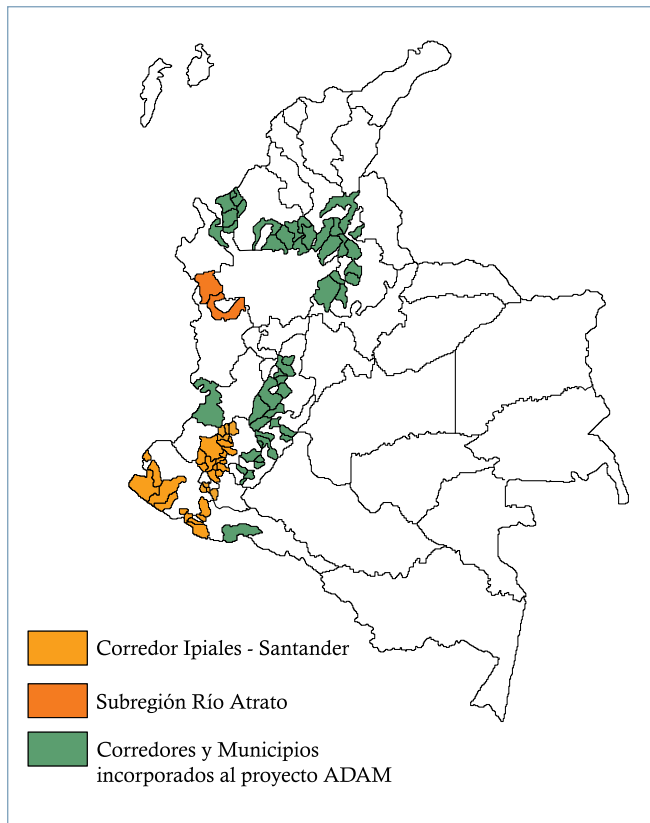 Corredor Ipiales - Santander
Subregión Río Atrato
Corredores y Municipios
incorporados al proyecto ADAM